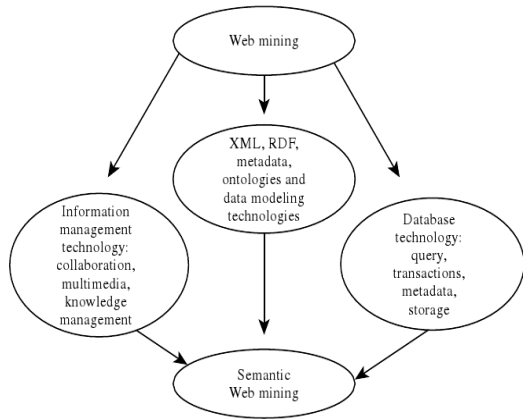 Web mining
XML, RDF,
metadata,
ontologies and
data modeling
technologies
Information
management
technology:
collaboration,
multimedia,
knowledge
management
Database
technology:
query,
transactions,
metadata,
storage
Semantic
Web mining